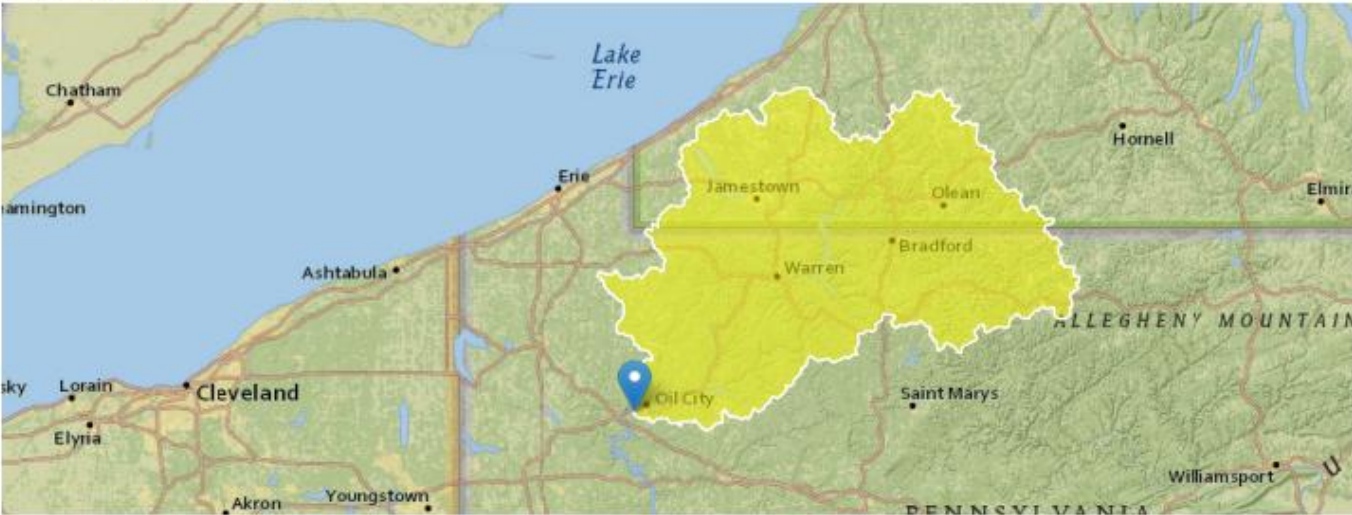 Lake
Erie
Chatham
Hornell
Erie
Jamestown
Olean
Elmir
amington
Bradford
Ashtabula
Warren
ALLEGHENY MOUNTAIN
sky
Lorain
Cleveland
Oil City
Saint Marys
Elyria
Williamsport
U
Akron
Youngstown
PENNSYLVANIA